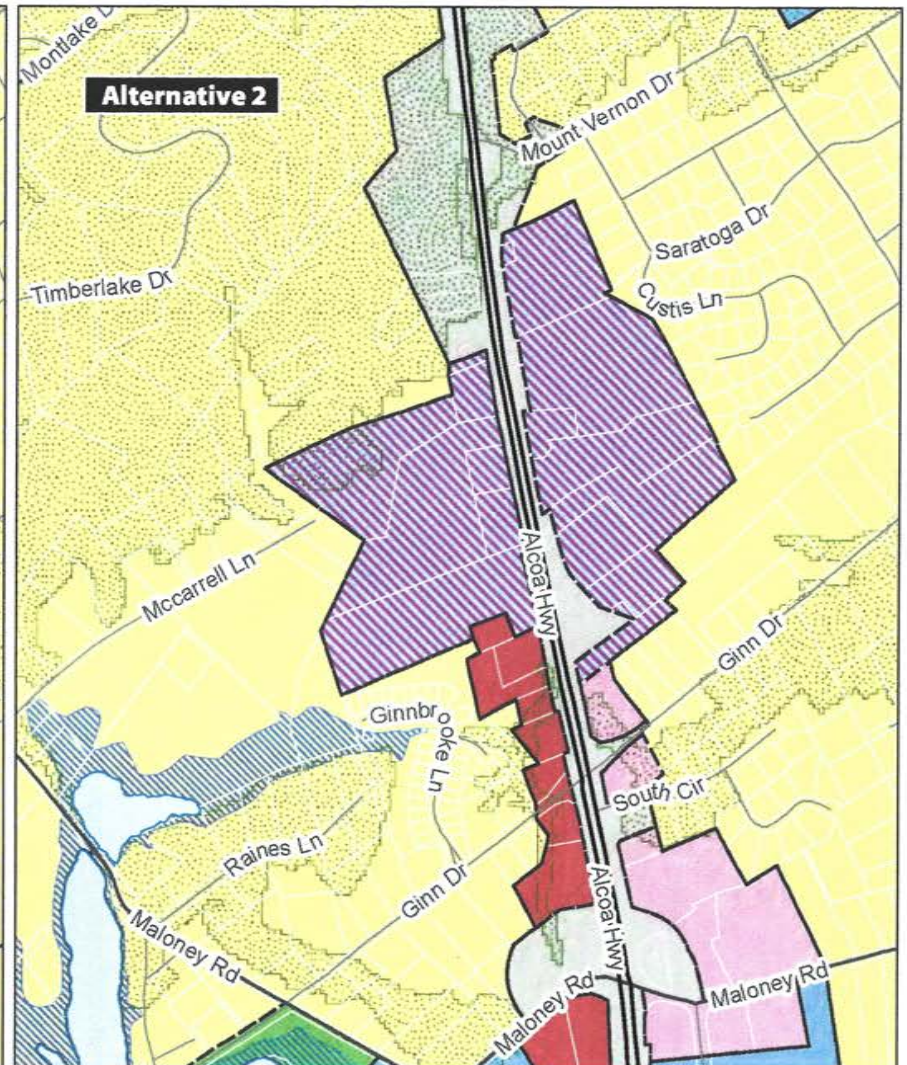 Montlake D
Alternative 2
Mount Vernon Dr
Saratoga Dr
Timberlake Dr
Custis Ln
Alcoa Hwy
Mccarrell Ln
Ginn Dr
Ginnbrooke Ln
South Cir
Raines Ln
Ginn Dr
Alcoa Hwy
Maloney Rd
Maloney Rd
Maloney Rd